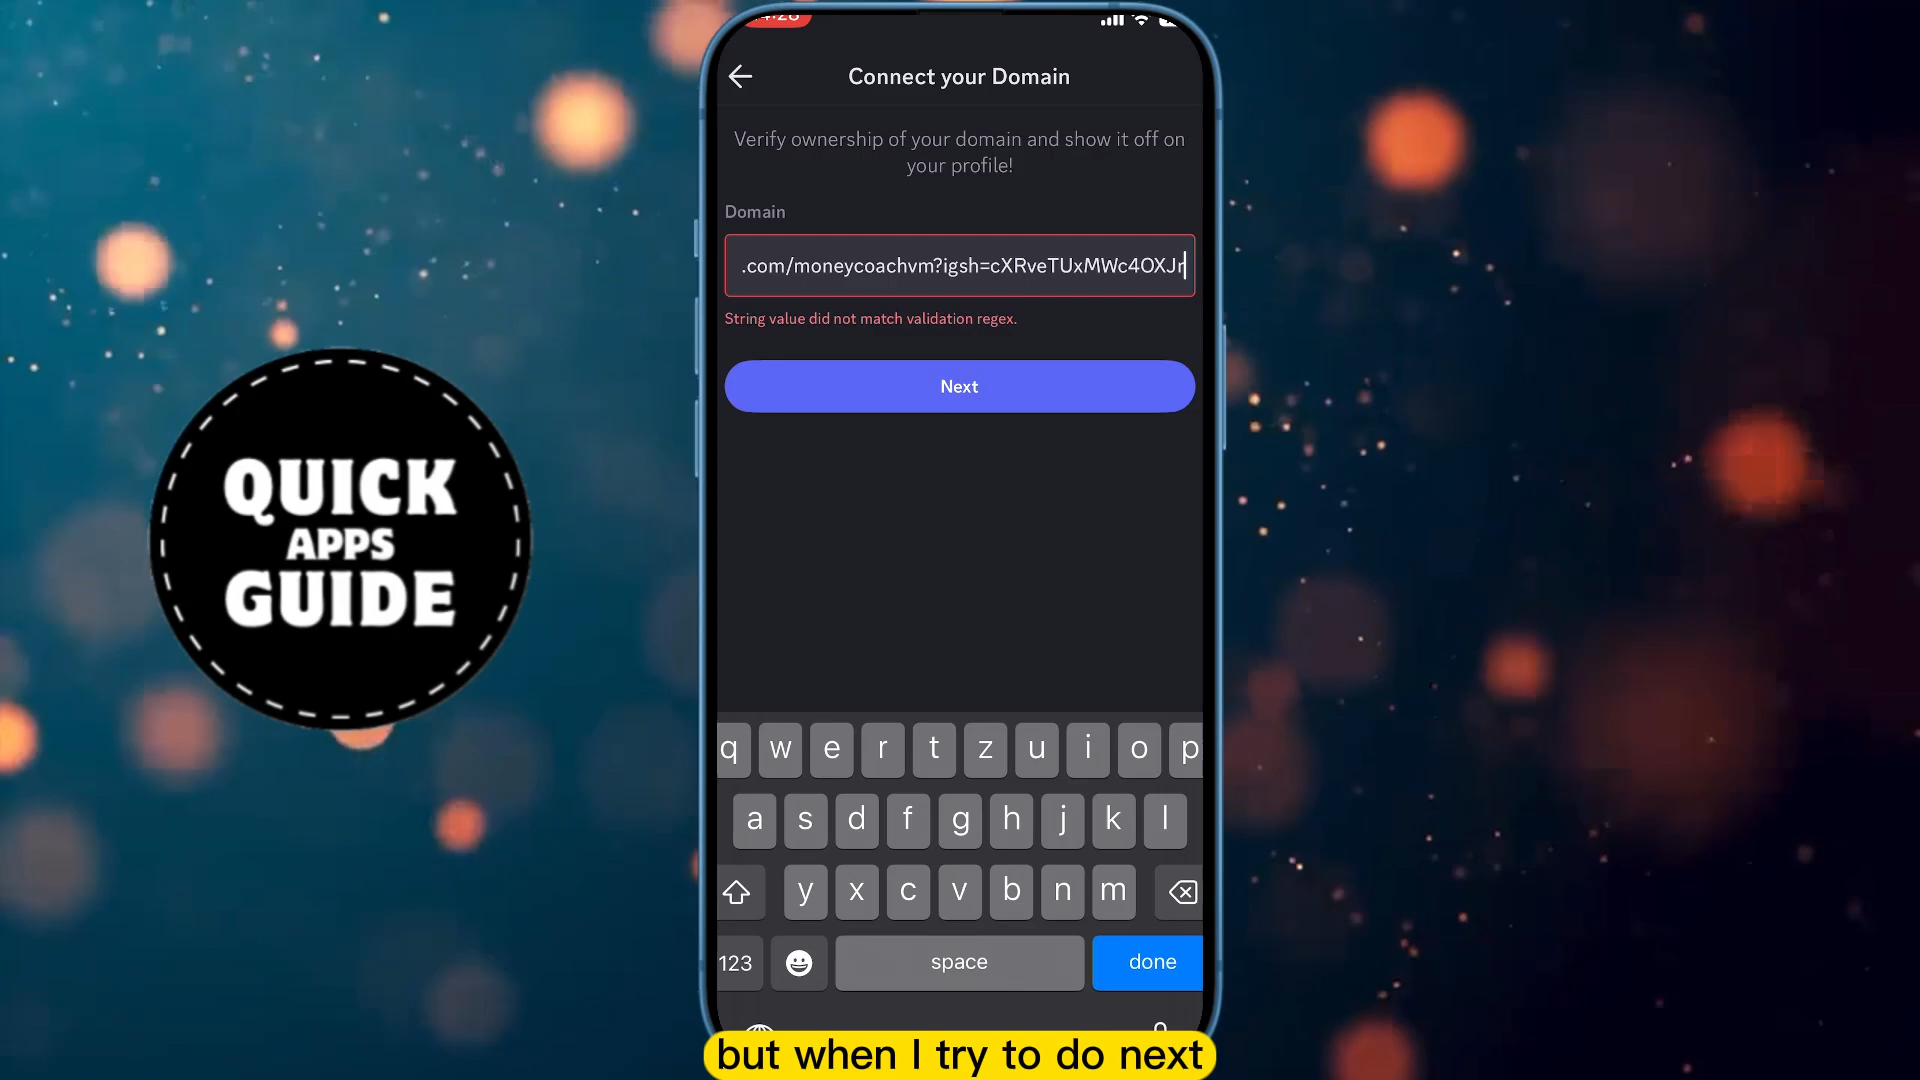 Connect your Domain
Verify ownership of your domain and show it off on
your profile!
Domain
.com/moneycoachvm?igsh=cXRveTUxMWc4OXJr
String value did not match validation regex.
Next
QUICK
APPS
GUIDE
q w e r t z u i o p
a s d f g h j k l
y x c v b n m
123 space done
but when I try to do next